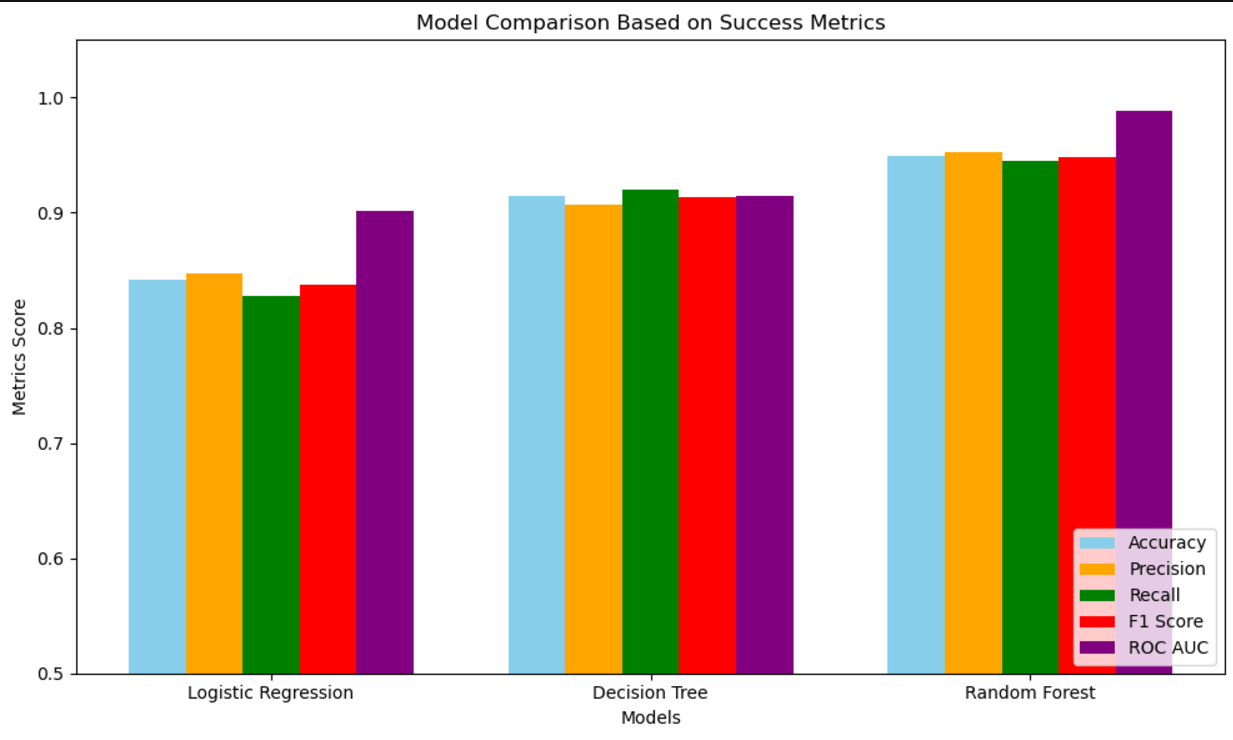 Model Comparison Based on Success Metrics
Metrics Score
1.0
0.9
0.8
0.7
0.6
0.5
Accuracy
Precision
Recall
F1 Score
ROC AUC
Logistic Regression
Decision Tree
Random Forest
Models